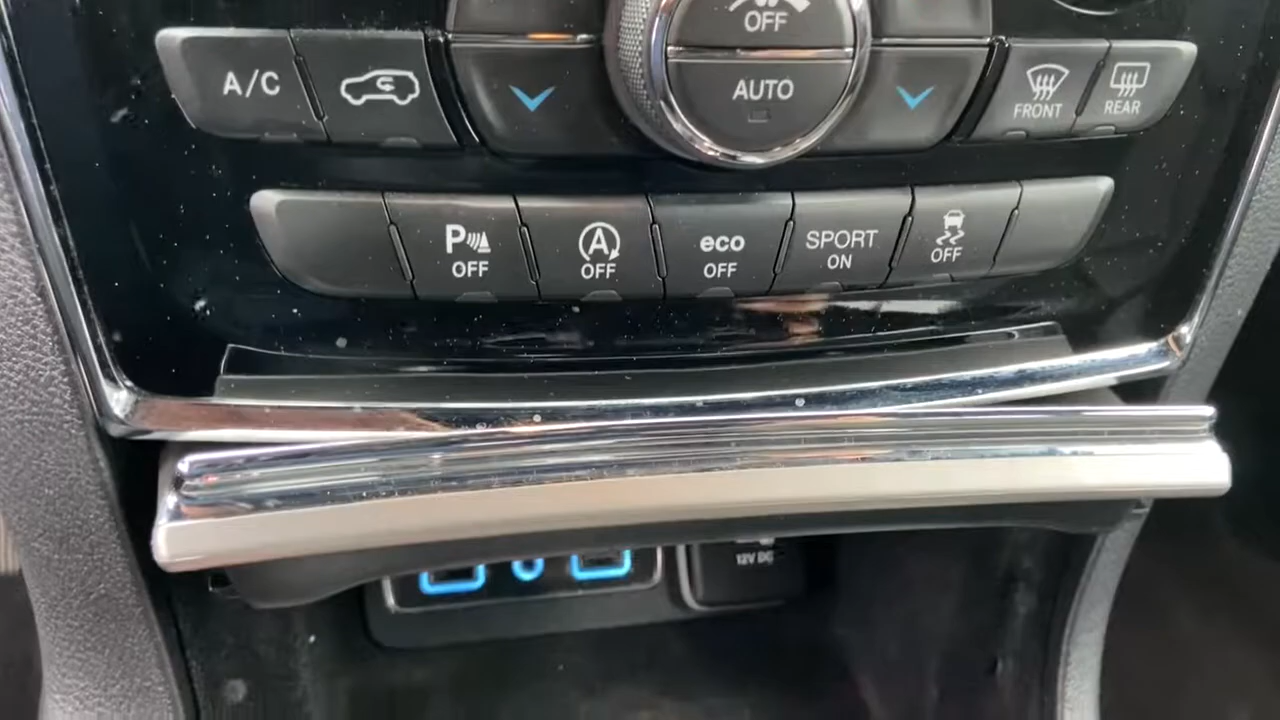 OFF
A/C
AUTO
FRONT
REAR
P
OFF
A
OFF
eco
OFF
SPORT
ON
OFF
12V DC